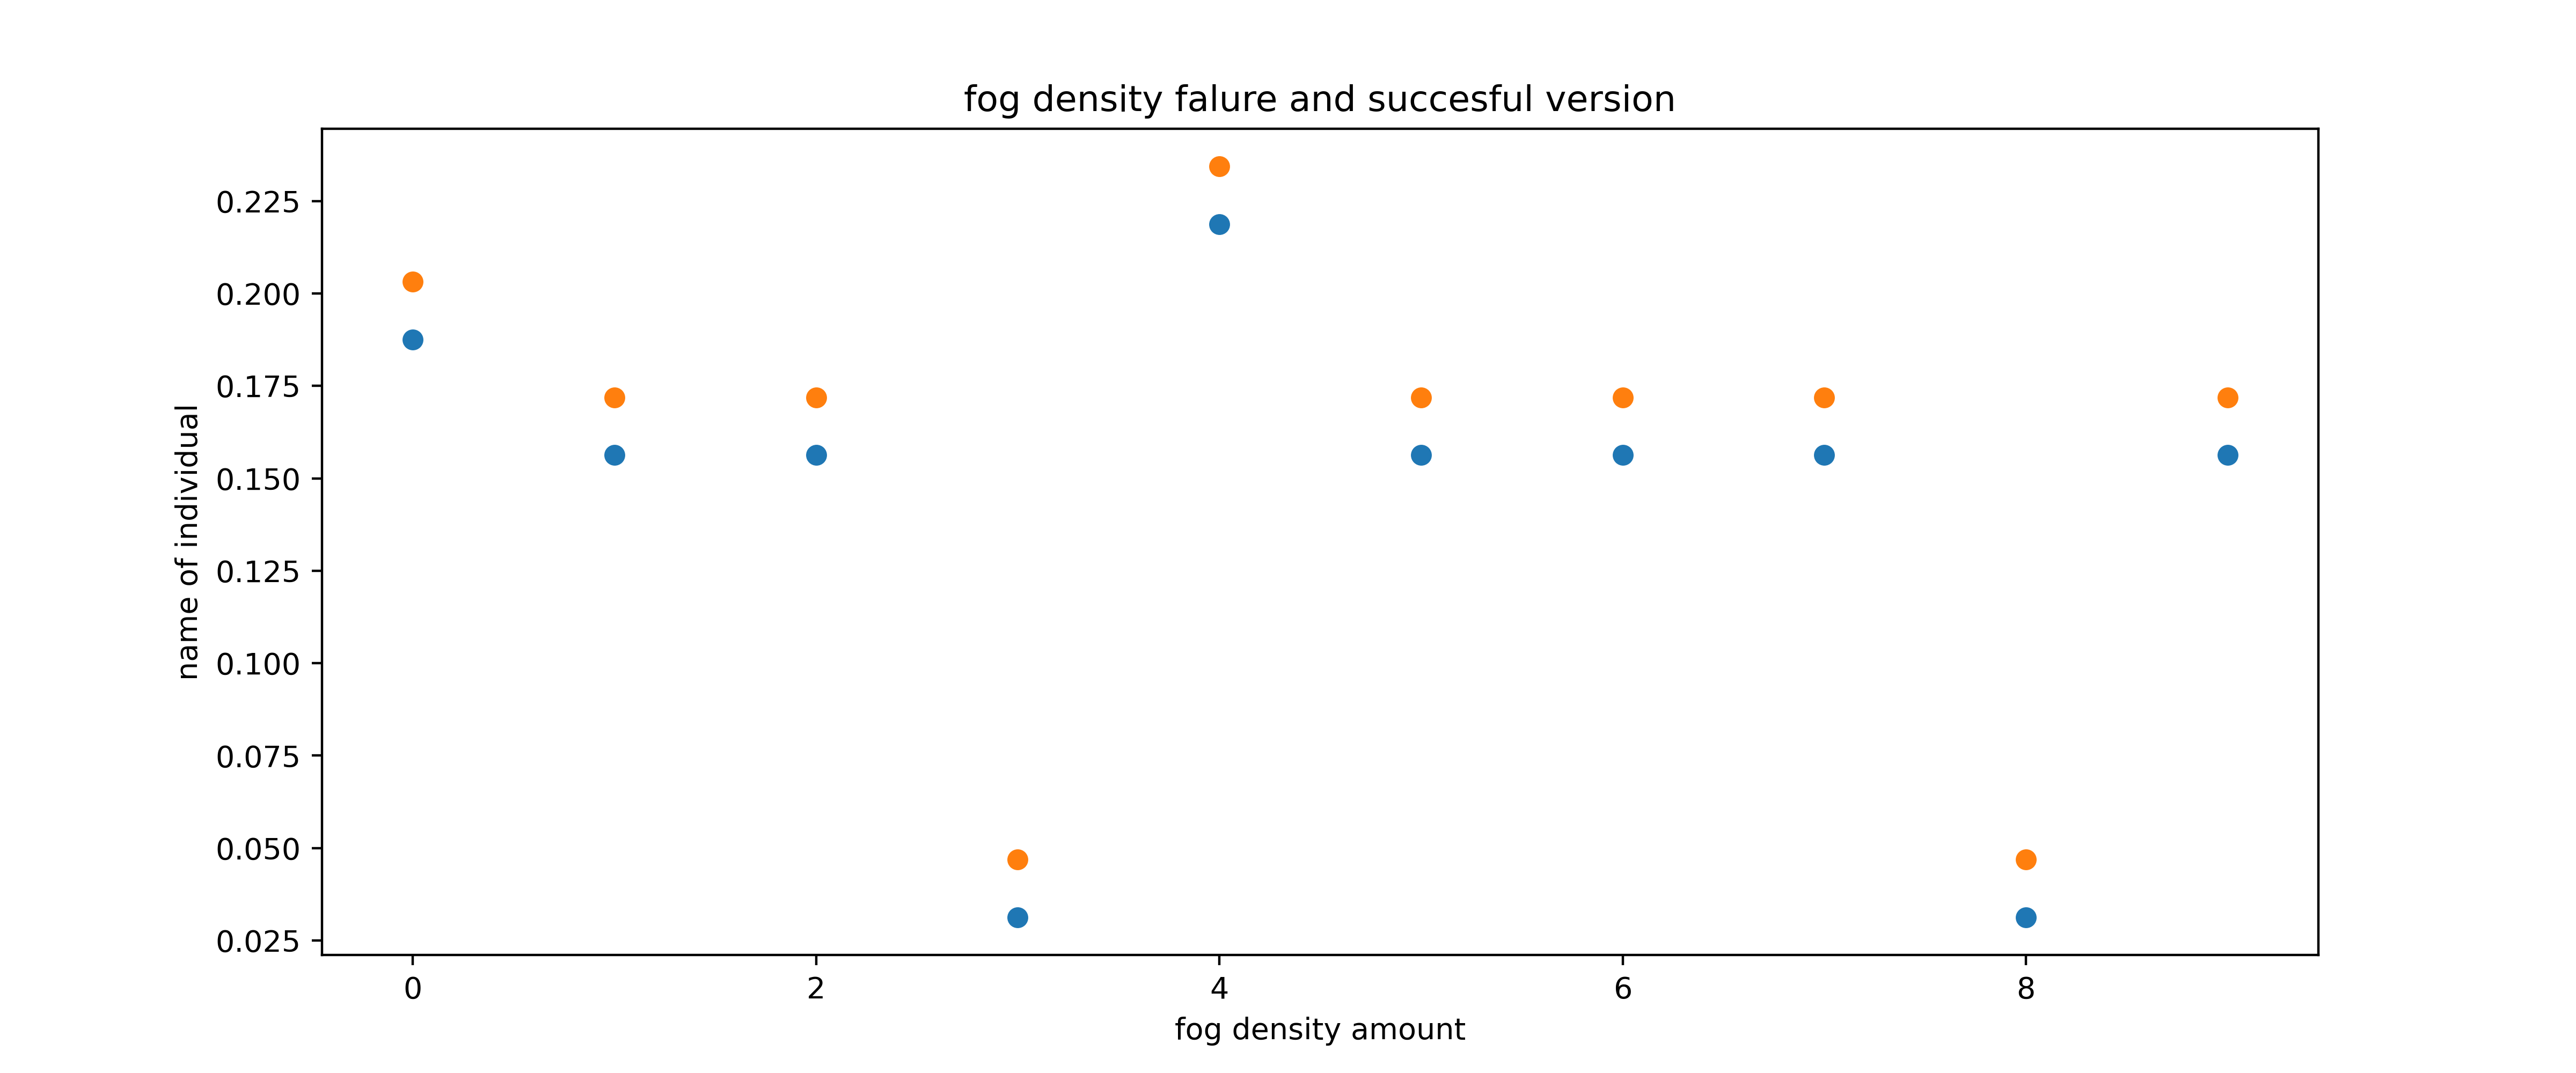 fog density falure and succesful version
name of individual
0.225
0.200
0.175
0.150
0.125
0.100
0.075
0.050
0.025
0 2 4 6 8
fog density amount